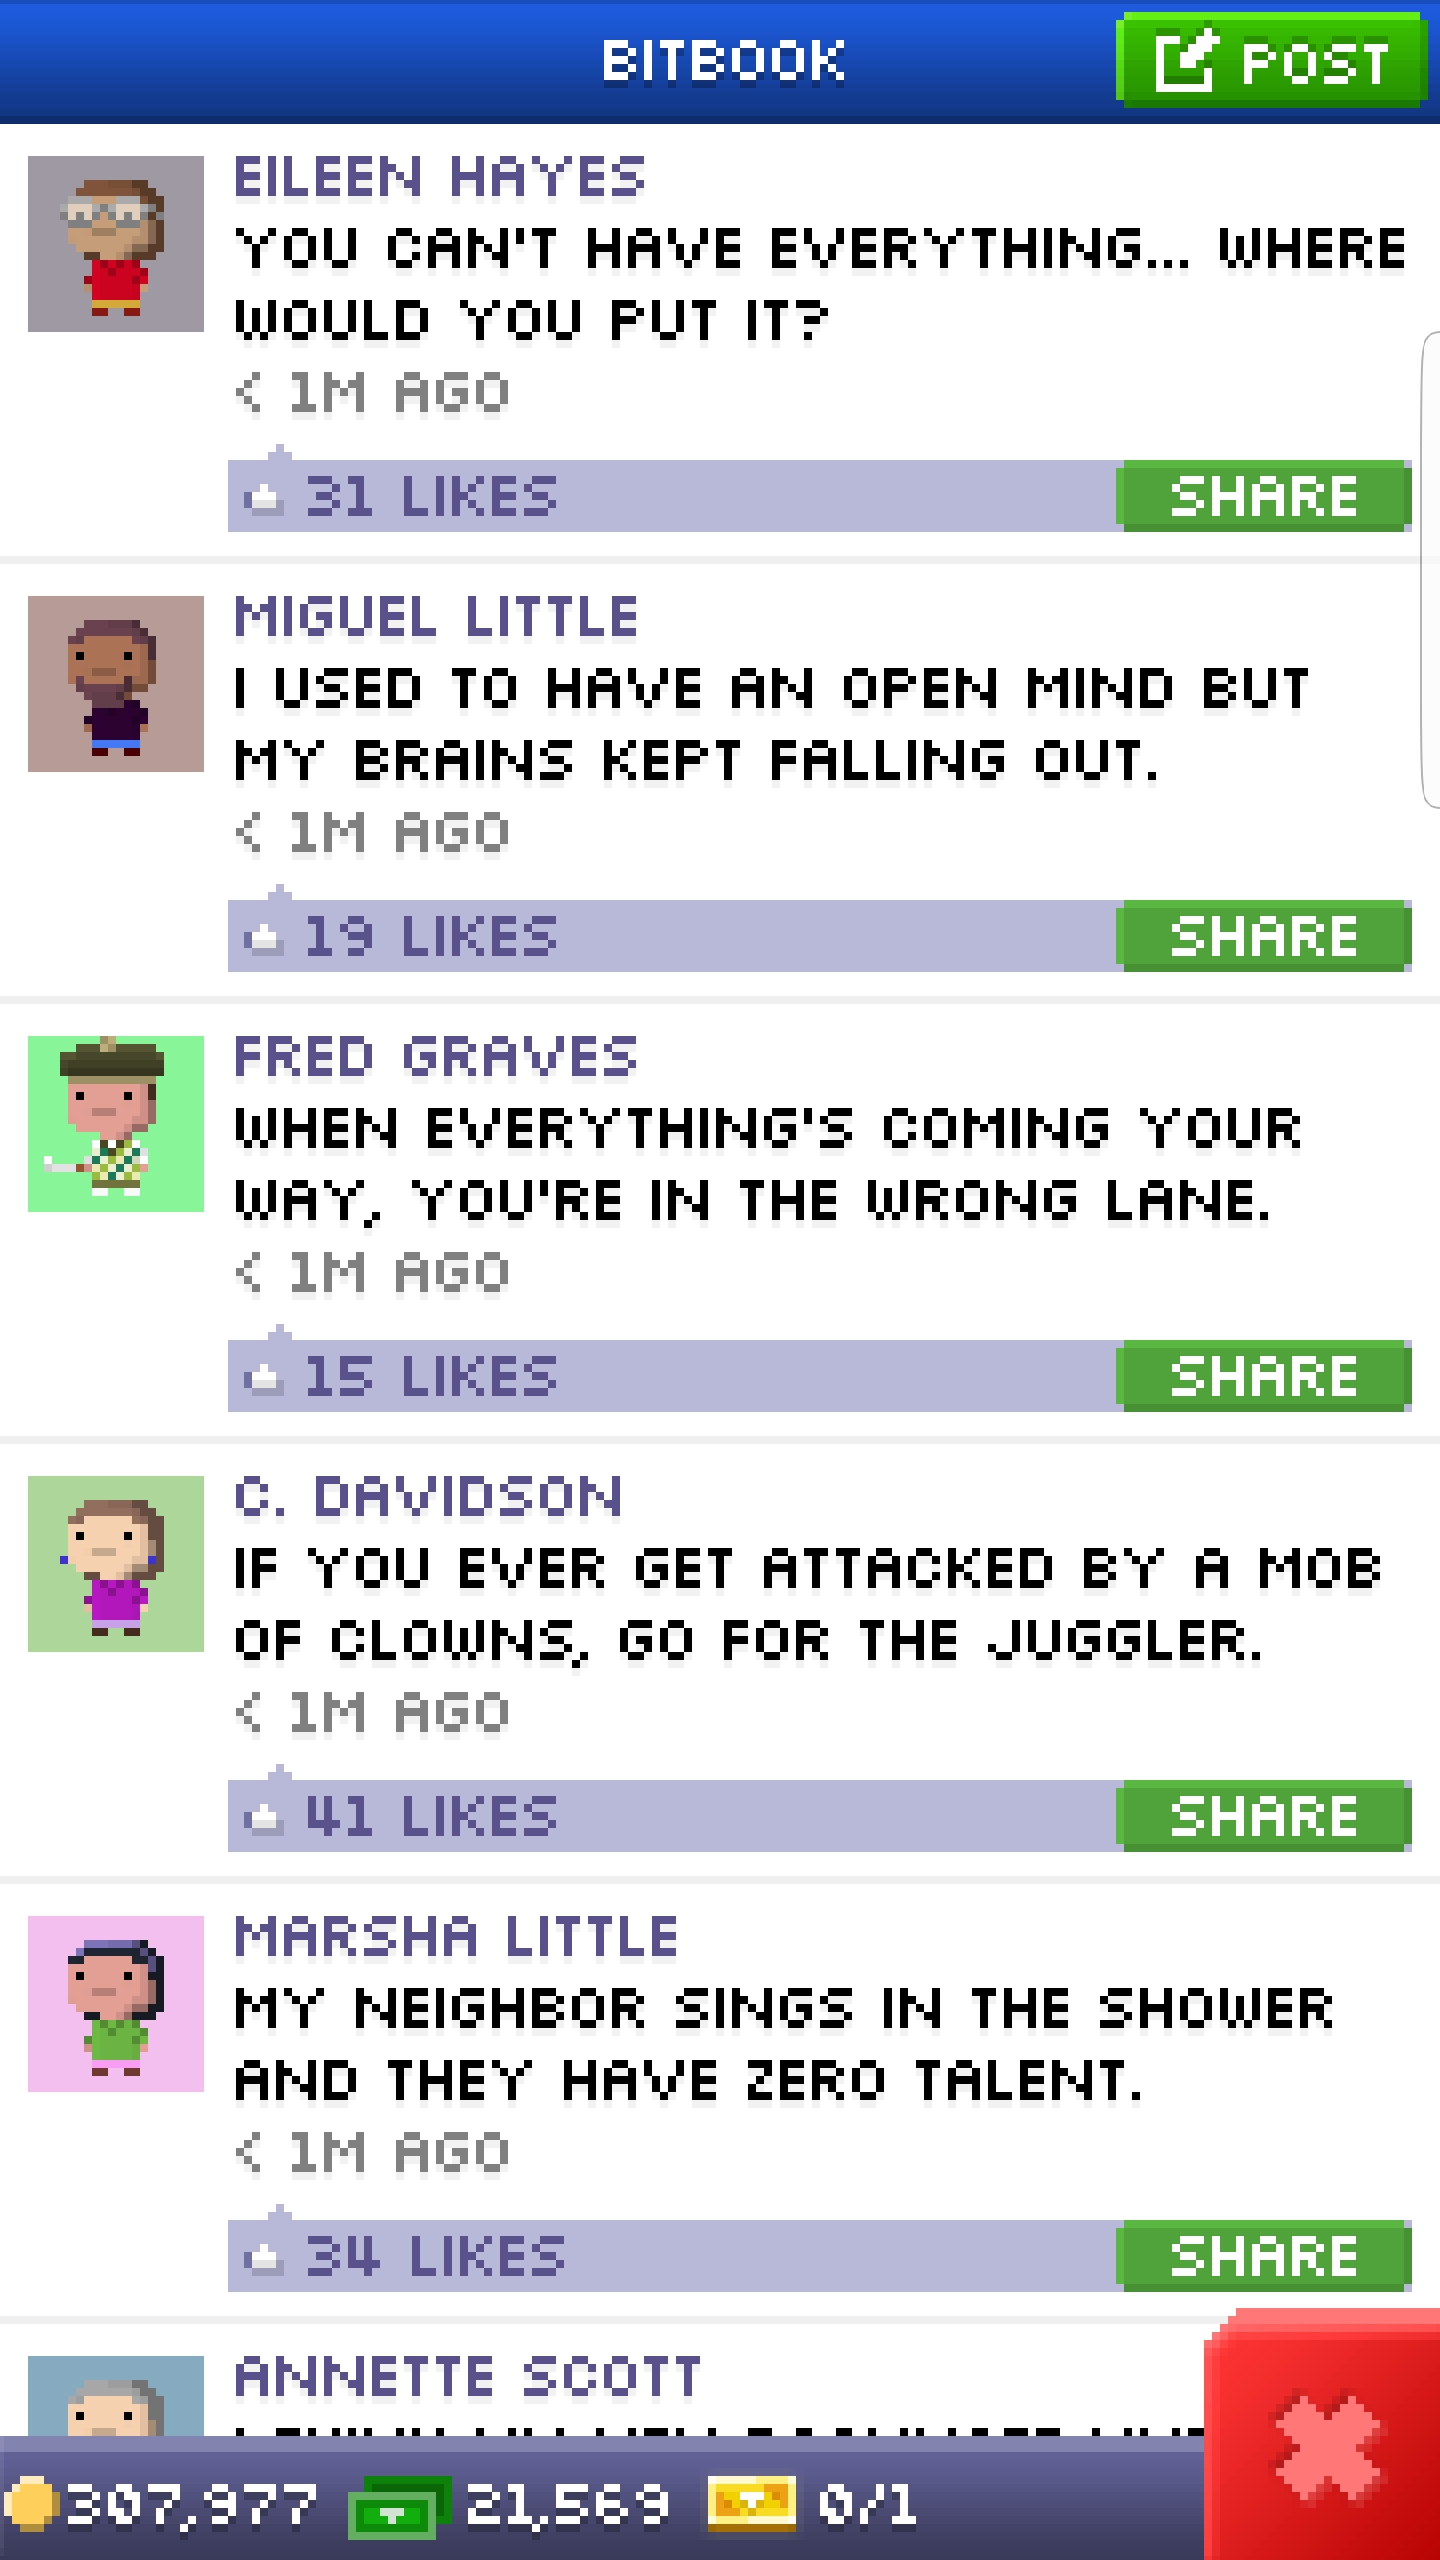 BITBOOK
POST
EILEEN HAYES
YOU CAN'T HAVE EVERYTHING... WHERE
WOULD YOU PUT IT?
< 1M AGO
31 LIKES
SHARE
MIGUEL LITTLE
I USED TO HAVE AN OPEN MIND BUT
MY BRAINS KEPT FALLING OUT.
< 1M AGO
19 LIKES
SHARE
FRED GRAVES
WHEN EVERYTHING'S COMING YOUR
WAY, YOU'RE IN THE WRONG LANE.
< 1M AGO
15 LIKES
SHARE
C. DAVIDSON
IF YOU EVER GET ATTACKED BY A MOB
OF CLOWNS, GO FOR THE JUGGLER.
< 1M AGO
41 LIKES
SHARE
MARSHA LITTLE
MY NEIGHBOR SINGS IN THE SHOWER
AND THEY HAVE ZERO TALENT.
< 1M AGO
34 LIKES
SHARE
ANNETTE SCOTT
307,977
21,569
0/1